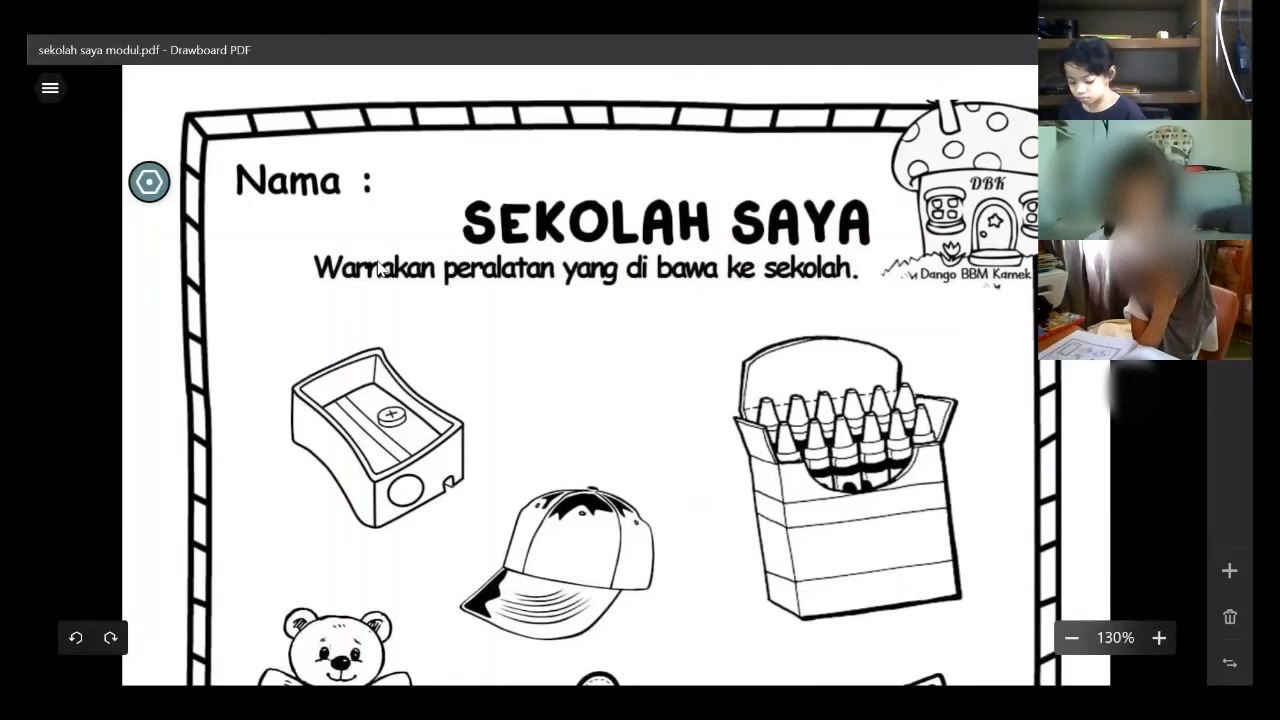 sekolah saya modul.pdf - Drawboard PDF
Nama :
DBK
SEKOLAH SAYA
Warnakan peralatan yang di bawa ke sekolah.
Dango BBM Kamek
130%